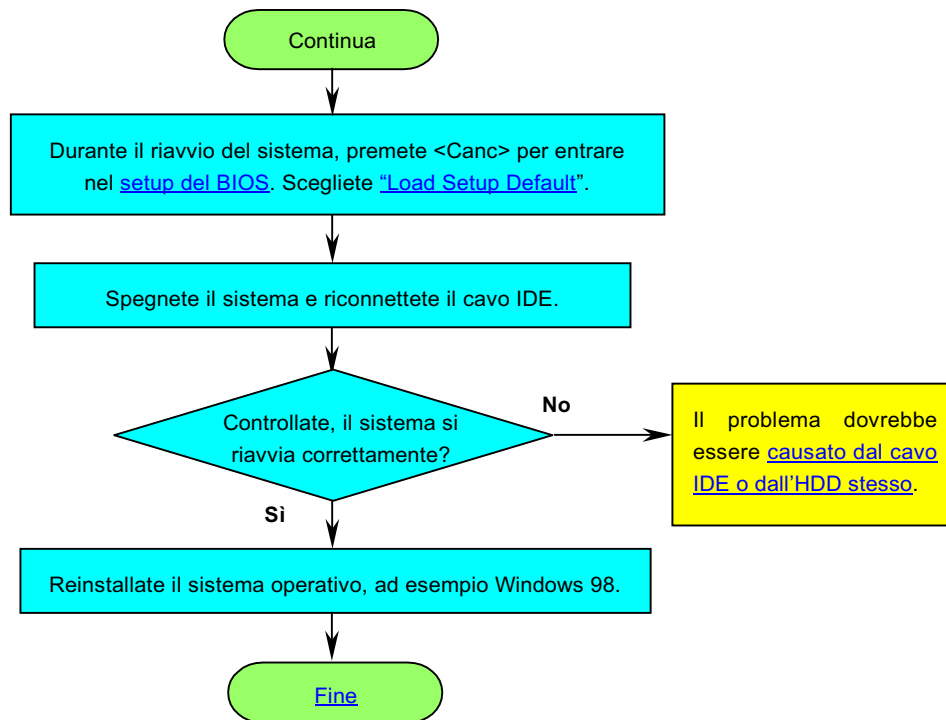 Continua
Durante il riavvio del sistema, premete <Canc> per entrare
nel setup del BIOS. Scegliete “Load Setup Default”.
Spegnete il sistema e riconnettete il cavo IDE.
Controllate, il sistema si
riavvia correttamente?
No
Il problema dovrebbe
essere causato dal cavo
IDE o dall’HDD stesso.
Sì
Reinstallate il sistema operativo, ad esempio Windows 98.
Fine